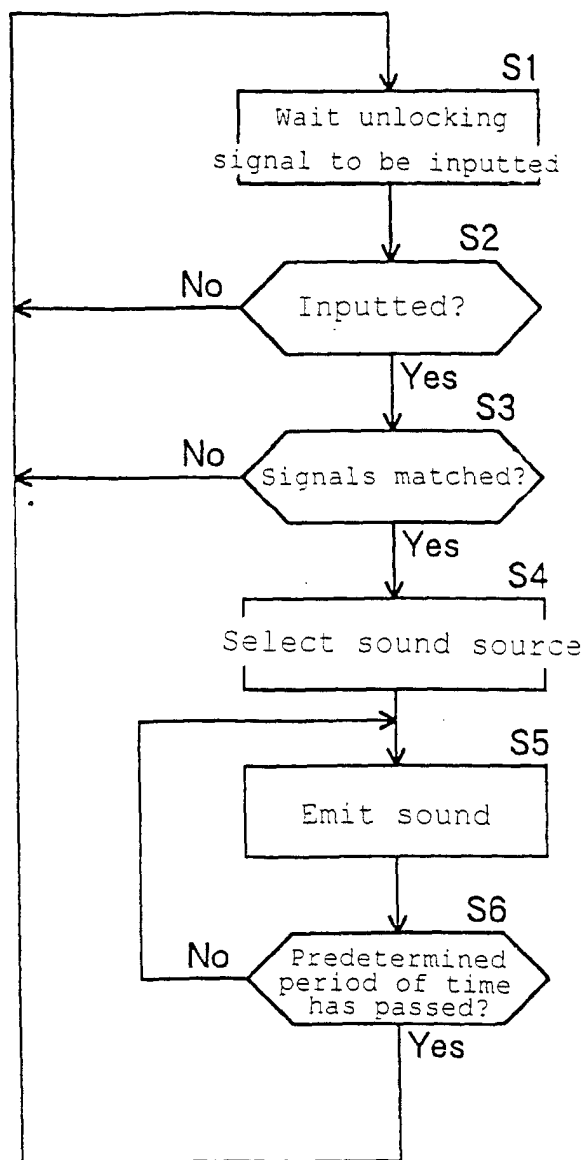 S1
Wait unlocking
signal to be inputted
S2
No
Inputted?
Yes
S3
No
Signals matched?
Yes
S4
Select sound source
S5
Emit sound
S6
No
Predetermined
period of time
has passed?
Yes